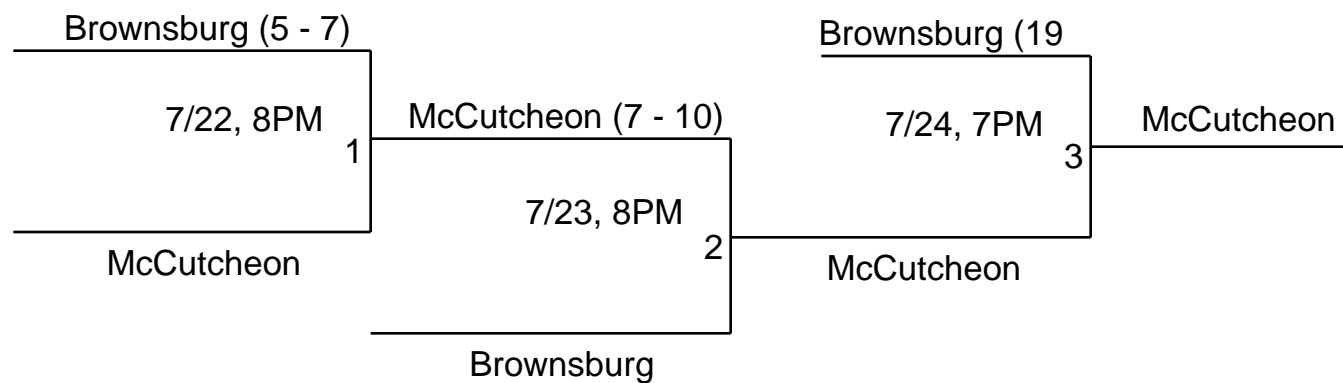 Brownsburg (5 - 7)
7/22, 8PM
1
McCutcheon
McCutcheon (7 - 10)
7/23, 8PM
2
Brownsburg
Brownsburg (19
7/24, 7PM
3
McCutcheon
McCutcheon